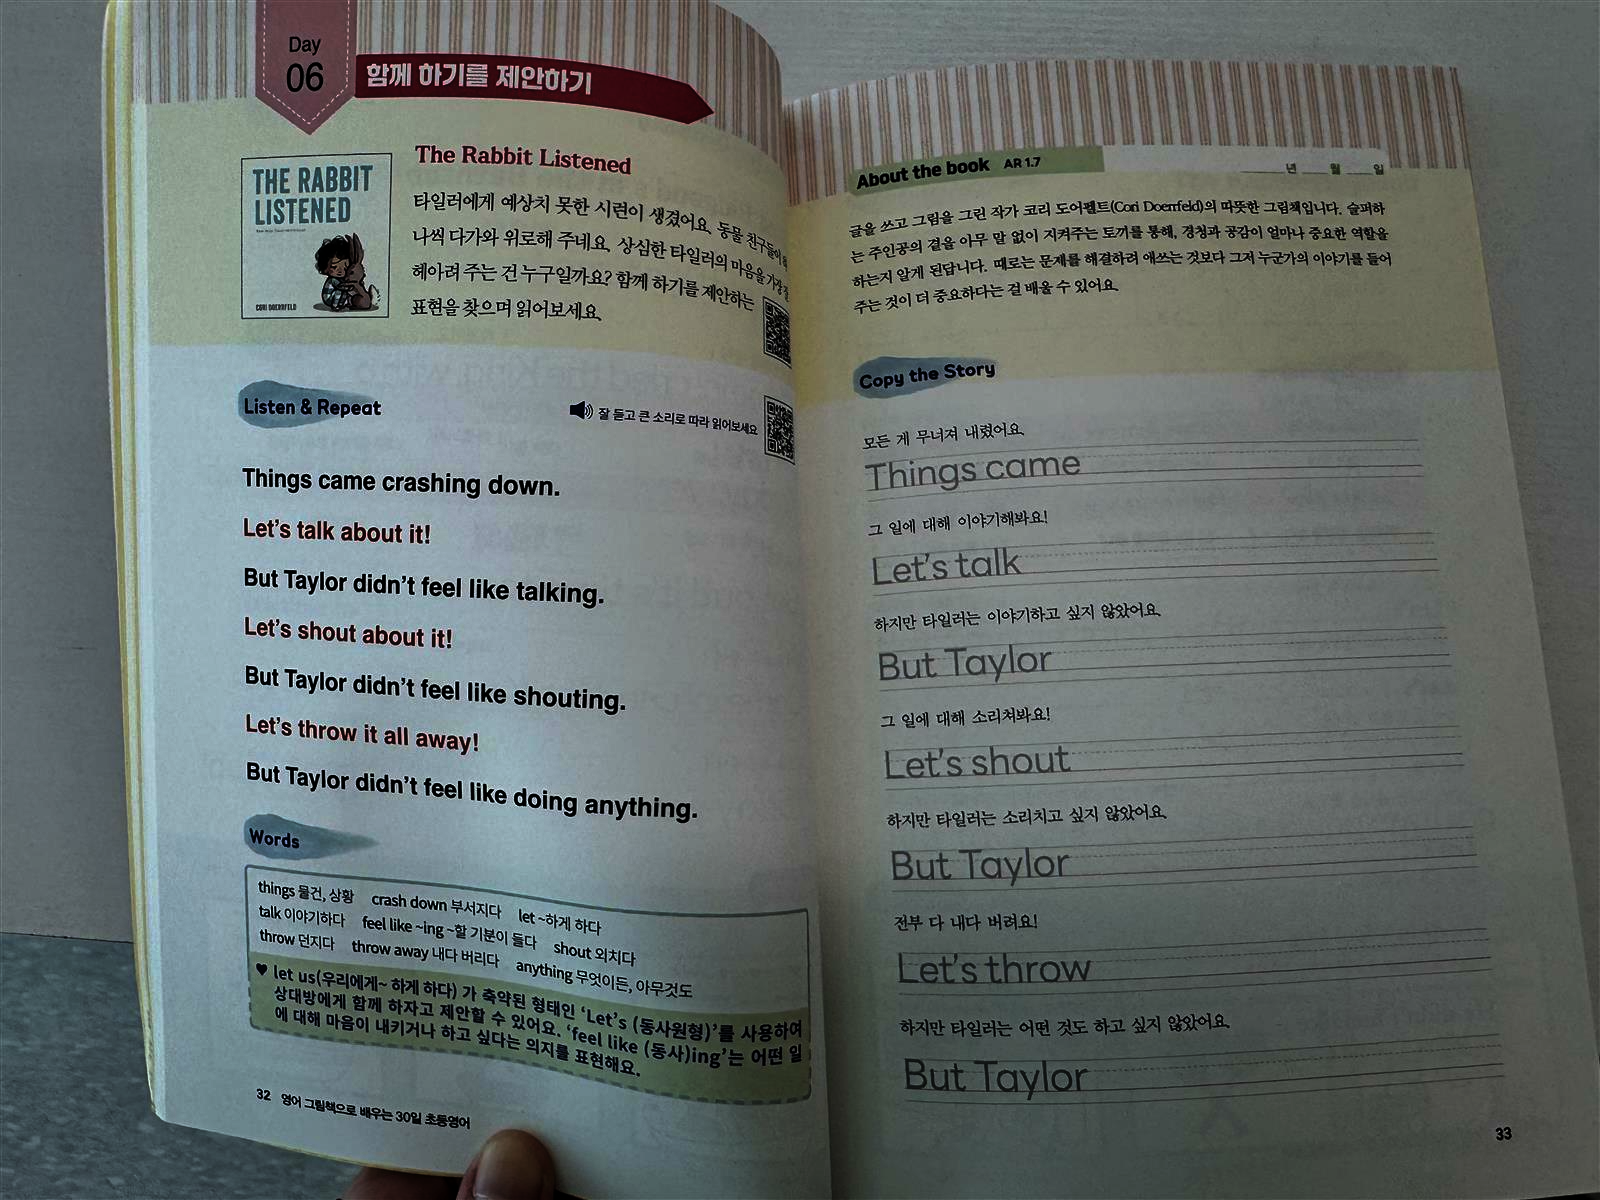 Day
06
함께 하기를 제안하기
THE RABBIT
LISTENED
CORI DOERRFELD
The Rabbit Listened
타일러에게 예상치 못한 시련이 생겼어요. 동물 친구들이
나씩 다가와 위로해 주네요. 상심한 타일러의 마음을 가장 잘
헤아려 주는 건 누구일까요? 함께 하기를 제안하는
표현을 찾으며 읽어보세요.
Listen & Repeat
잘 듣고 큰 소리로 따라 읽어보세요
Things came crashing down.
Let's talk about it!
But Taylor didn't feel like talking.
Let's shout about it!
But Taylor didn't feel like shouting.
Let's throw it all away!
But Taylor didn't feel like doing anything.
Words
things 물건, 상황 crash down 부서지다 let ~하게 하다
talk 이야기하다 feel like ~ing ~할 기분이 들다 shout 외치다
throw 던지다 throw away 내다 버리다 anything 무엇이든, 아무것도
♥ let us(우리에게~ 하게 하다) 가 축약된 형태인 'Let's (동사원형)'를 사용하여
상대방에게 함께 하자고 제안할 수 있어요. 'feel like (동사)ing'는 어떤 일
에 대해 마음이 내키거나 하고 싶다는 의지를 표현해요.
32 영어 그림책으로 배우는 30일 초등영어
About the book AR 1.7
년 월 일
글을 쓰고 그림을 그린 작가 코리 도어펠트(Cori Doerrfeld)의 따뜻한 그림책입니다. 슬퍼하
는 주인공의 곁을 아무 말 없이 지켜주는 토끼를 통해, 경청과 공감이 얼마나 중요한 역할을
하는지 알게 된답니다. 때로는 문제를 해결하려 애쓰는 것보다 그저 누군가의 이야기를 들어
주는 것이 더 중요하다는 걸 배울 수 있어요.
Copy the Story
모든 게 무너져 내렸어요.
Things came
그 일에 대해 이야기해봐요!
Let's talk
하지만 타일러는 이야기하고 싶지 않았어요.
But Taylor
그 일에 대해 소리쳐봐요!
Let's shout
하지만 타일러는 소리치고 싶지 않았어요.
But Taylor
전부 다 내다 버려요!
Let's throw
하지만 타일러는 어떤 것도 하고 싶지 않았어요.
But Taylor
33